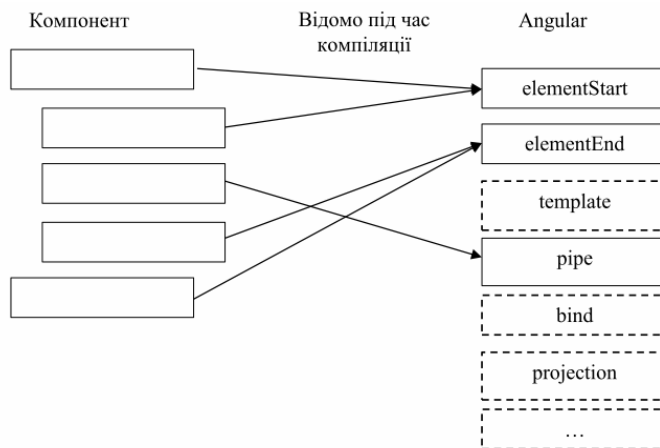 Компонент
Відомо під час
компіляції
Angular
elementStart
elementEnd
template
pipe
bind
projection
...